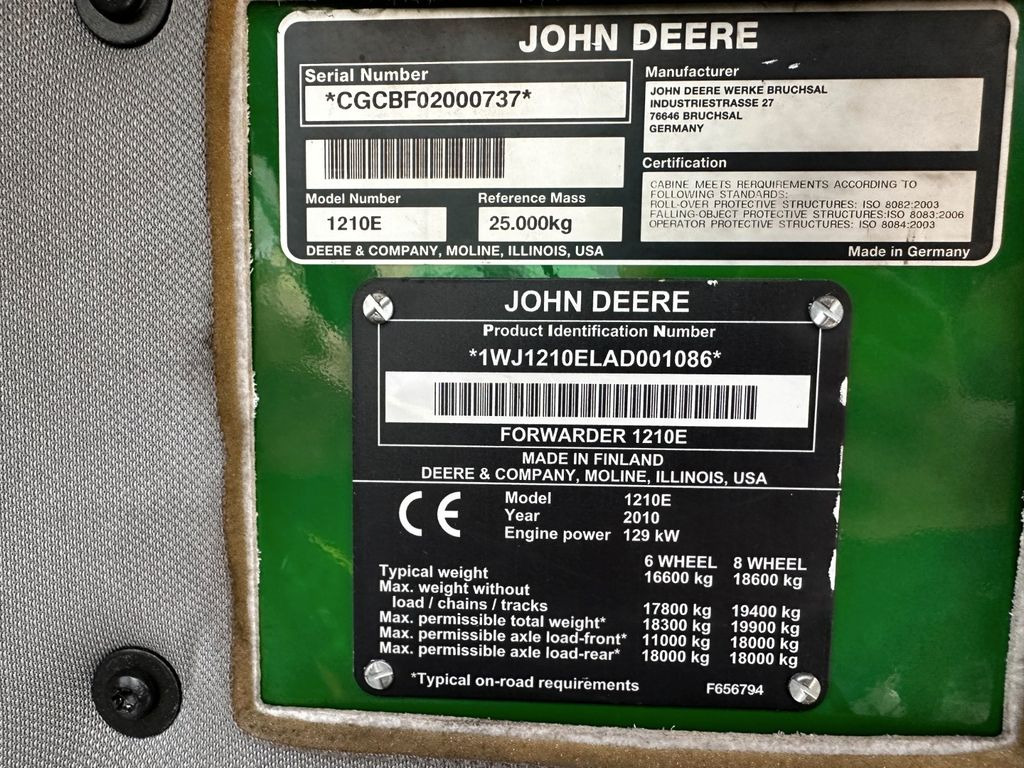 JOHN DEERE
Serial Number
*CGCBF02000737*
Model Number
1210E
Reference Mass
25.000kg
DEERE & COMPANY, MOLINE, ILLINOIS, USA
Manufacturer
JOHN DEERE WERKE BRUCHSAL
INDUSTRIESTRASSE 27
76646 BRUCHSAL
GERMANY
Certification
CABINE MEETS RERQUIREMENTS ACCORDING TO
FOLLOWING STANDARDS:
ROLL-OVER PROTECTIVE STRUCTURES: ISO 8082:2003
FALLING-OBJECT PROTECTIVE STRUCTURES:ISO 8083:2006
OPERATOR PROTECTIVE STRUCTURES: ISO 8084:2003
Made in Germany
JOHN DEERE
Product Identification Number
*1WJ1210ELAD001086*
FORWARDER 1210E
MADE IN FINLAND
DEERE & COMPANY, MOLINE, ILLINOIS, USA
CE
Model 1210E
Year 2010
Engine power 129 kW
6 WHEEL 8 WHEEL
Typical weight 16600 kg 18600 kg
Max. weight without
load / chains / tracks 17800 kg 19400 kg
Max. permissible total weight* 18300 kg 19900 kg
Max. permissible axle load-front* 11000 kg 18000 kg
Max. permissible axle load-rear* 18000 kg 18000 kg
*Typical on-road requirements F656794